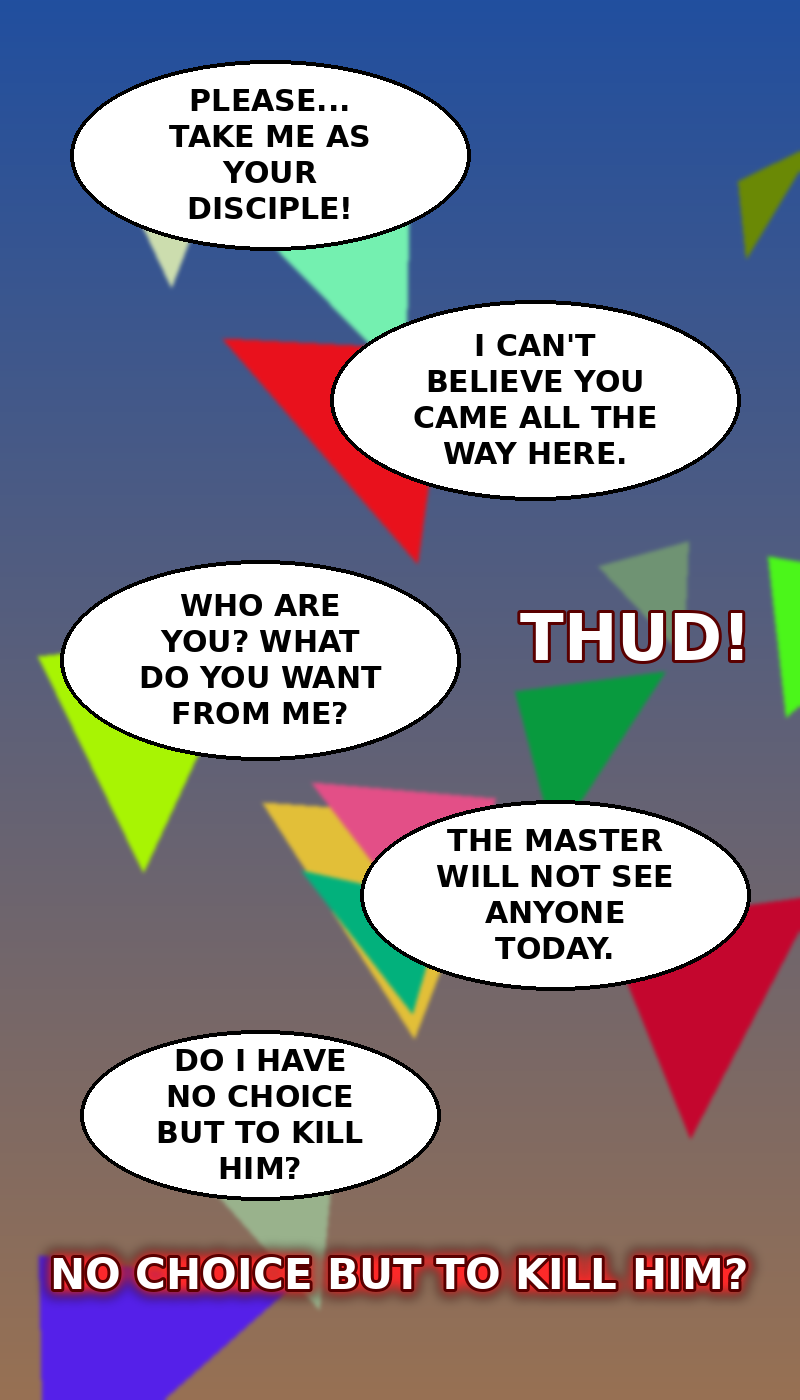 PLEASE...
TAKE ME AS
YOUR
DISCIPLE!
I CAN'T
BELIEVE YOU
CAME ALL THE
WAY HERE.
WHO ARE
YOU? WHAT
DO YOU WANT
FROM ME?
THUD!
THE MASTER
WILL NOT SEE
ANYONE
TODAY.
DO I HAVE
NO CHOICE
BUT TO KILL
HIM?
NO CHOICE BUT TO KILL HIM?